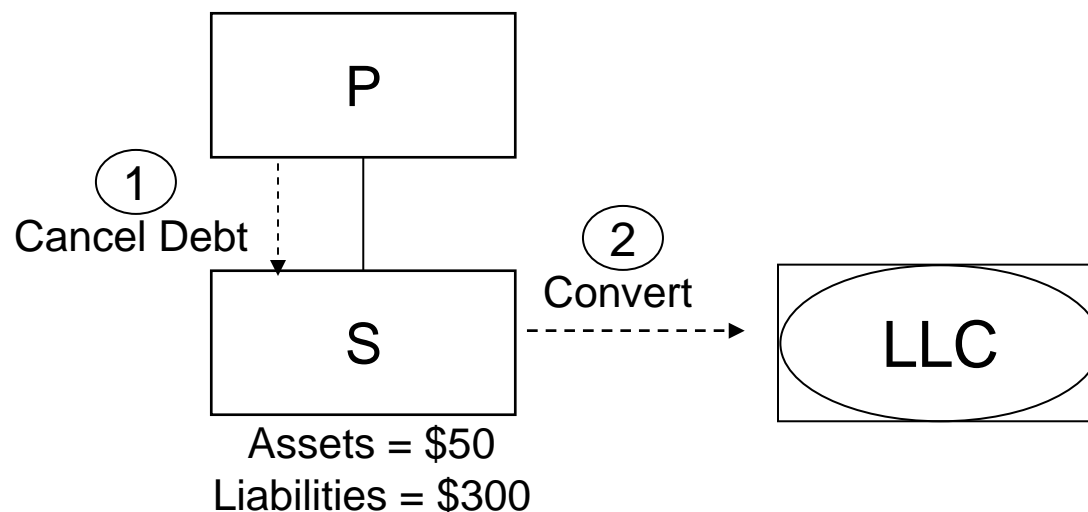 P
1
Cancel Debt
2
Convert
S
LLC
Assets = $50
Liabilities = $300